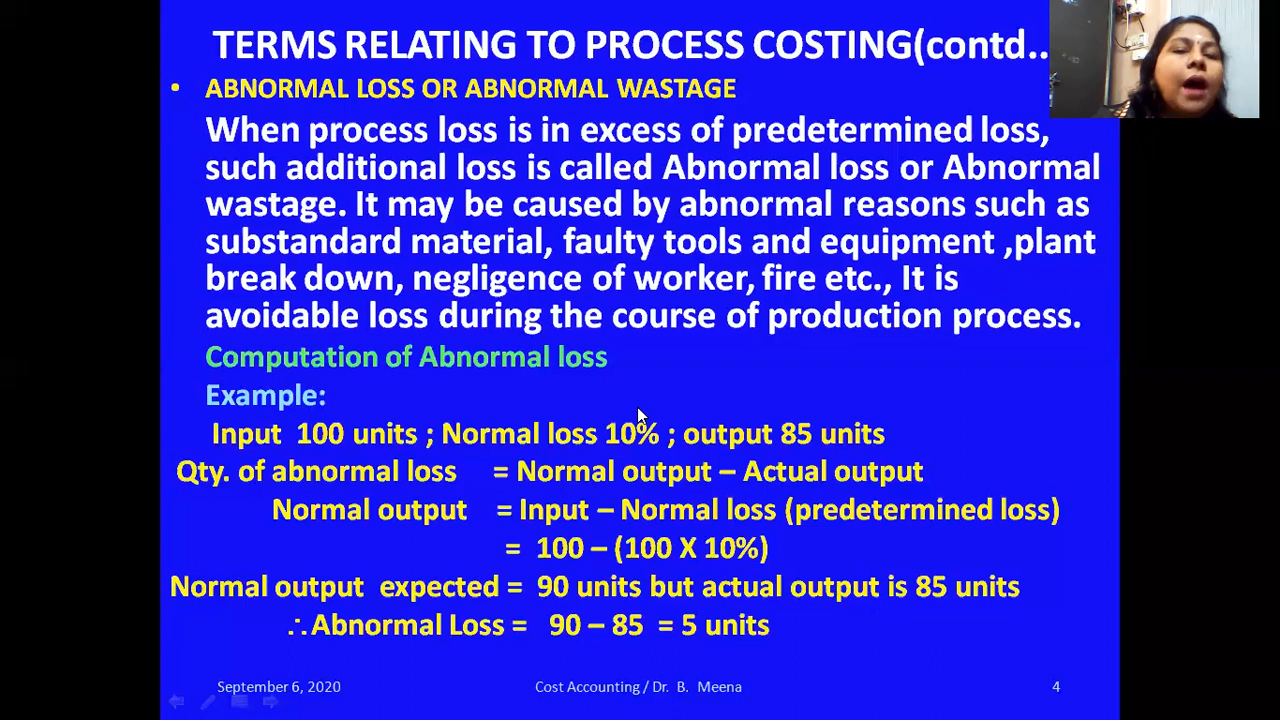 TERMS RELATING TO PROCESS COSTING(contd..
• ABNORMAL LOSS OR ABNORMAL WASTAGE
When process loss is in excess of predetermined loss,
such additional loss is called Abnormal loss or Abnormal
wastage. It may be caused by abnormal reasons such as
substandard material, faulty tools and equipment ,plant
break down, negligence of worker, fire etc., It is
avoidable loss during the course of production process.
Computation of Abnormal loss
Example:
Input 100 units ; Normal loss 10% ; output 85 units
Qty. of abnormal loss = Normal output – Actual output
Normal output = Input – Normal loss (predetermined loss)
= 100 – (100 X 10%)
Normal output expected = 90 units but actual output is 85 units
∴Abnormal Loss = 90 – 85 = 5 units
September 6, 2020 Cost Accounting / Dr. B. Meena 4